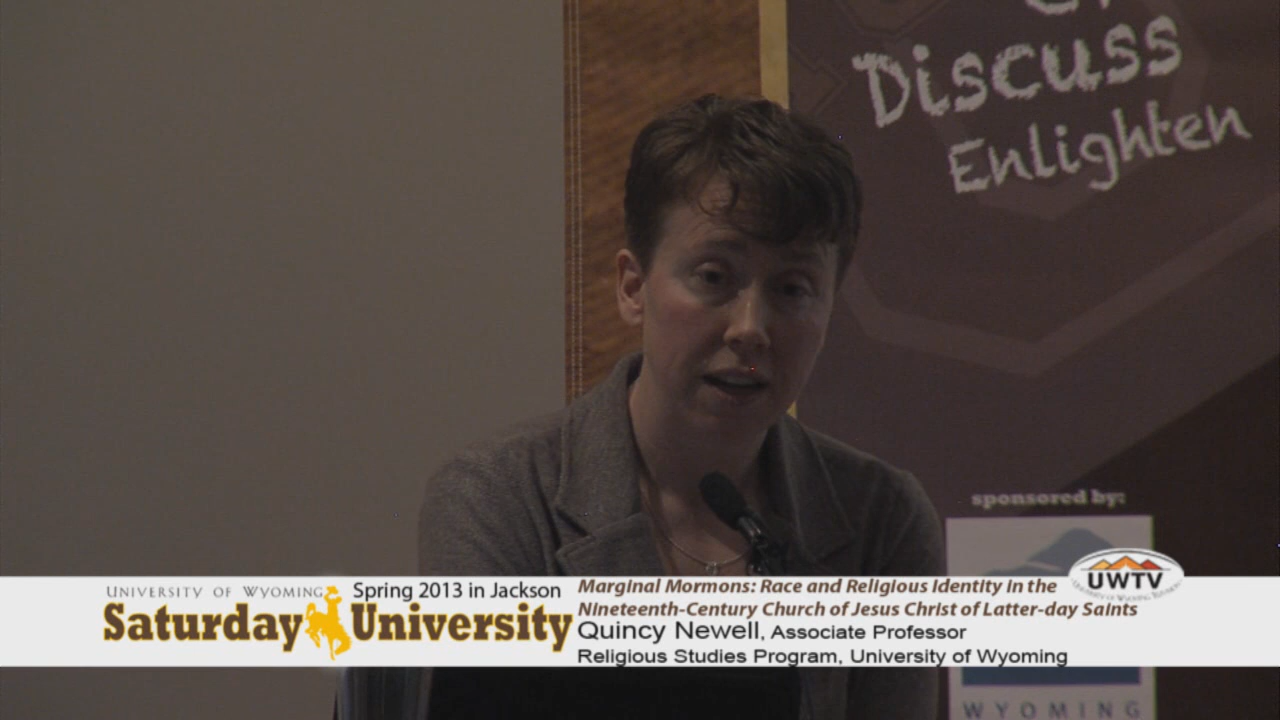 Discuss
Enlighten
sponsored by:
UNIVERSITY OF WYOMING
Spring 2013 in Jackson
Saturday University
Marginal Mormons: Race and Religious Identity in the
Nineteenth-Century Church of Jesus Christ of Latter-day Saints
Quincy Newell, Associate Professor
Religious Studies Program, University of Wyoming
UWTV
WYOMING